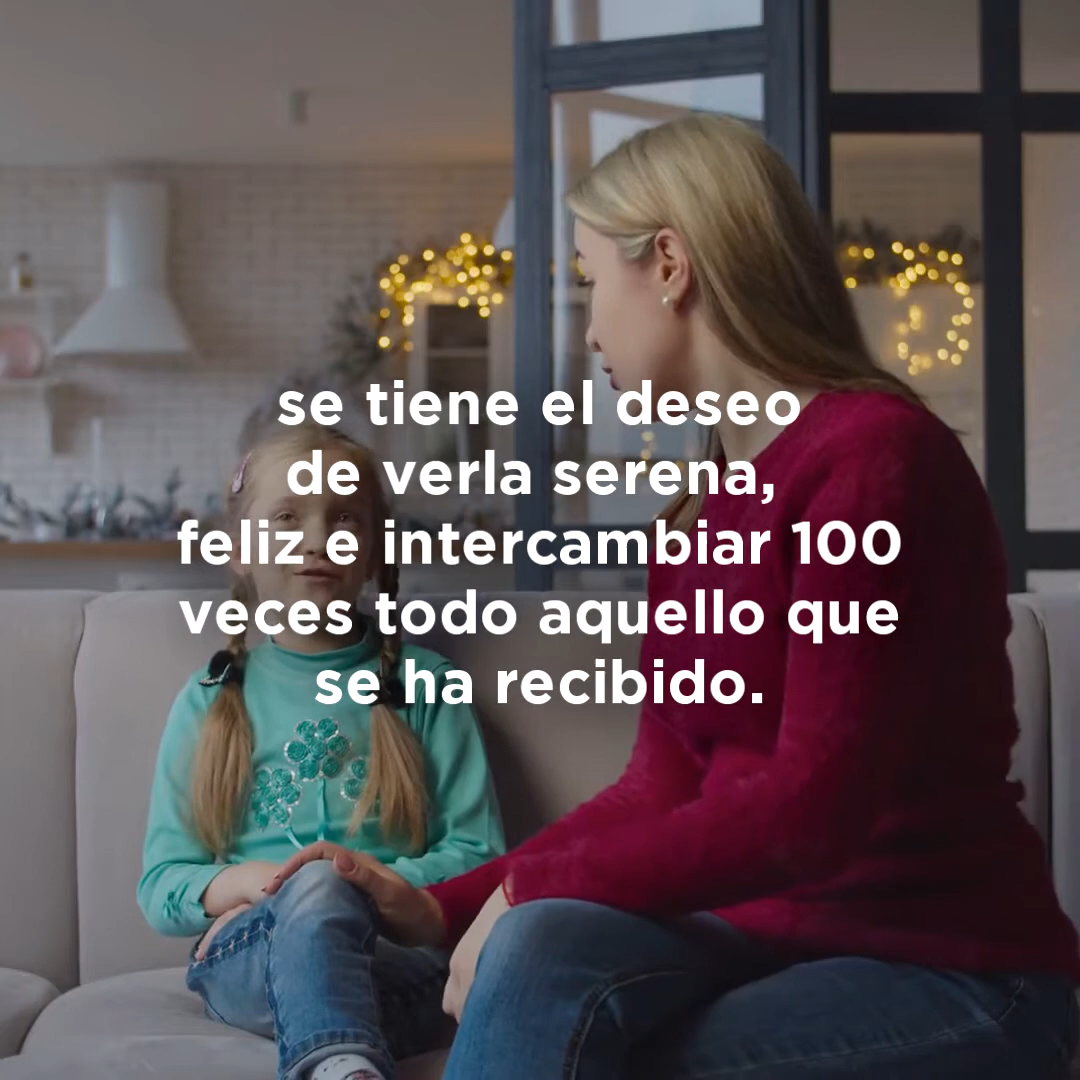 se tiene el deseo
de verla serena,
feliz e intercambiar 100
veces todo aquello que
se ha recibido.